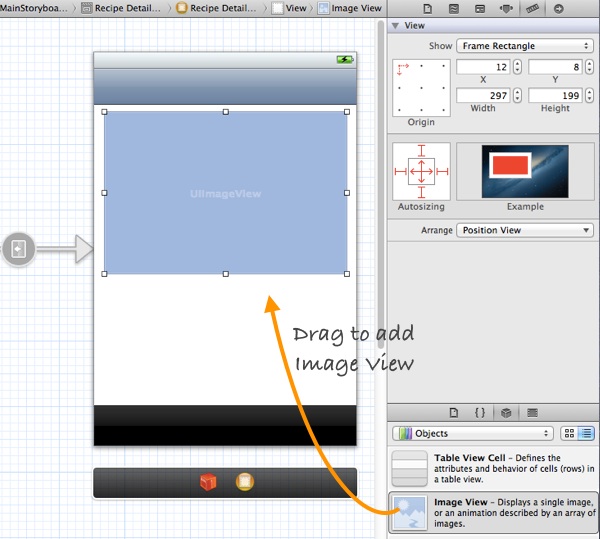 MainStoryboa... Recipe Detail... Recipe Detail... View Image View
View
Show Frame Rectangle
12 8
X Y
297 199
Origin Width Height
Autosizing Example
Arrange Position View
UIImageView
Drag to add
Image View
{ } 
Objects
Table View Cell – Defines the
attributes and behavior of cells (rows) in
a table view.
Image View – Displays a single image,
or an animation described by an array of
images.